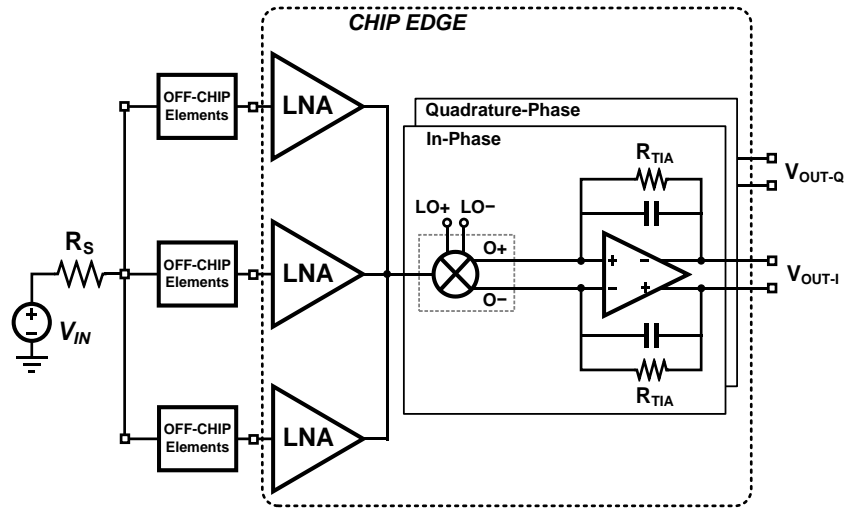 CHIP EDGE
OFF-CHIP
Elements
LNA
Quadrature-Phase
In-Phase
R_TIA
V_OUT-Q
LO+ LO−
R_S
OFF-CHIP
Elements
LNA
O+
O−
+ −
− +
V_OUT-I
+
−
V_IN
R_TIA
OFF-CHIP
Elements
LNA